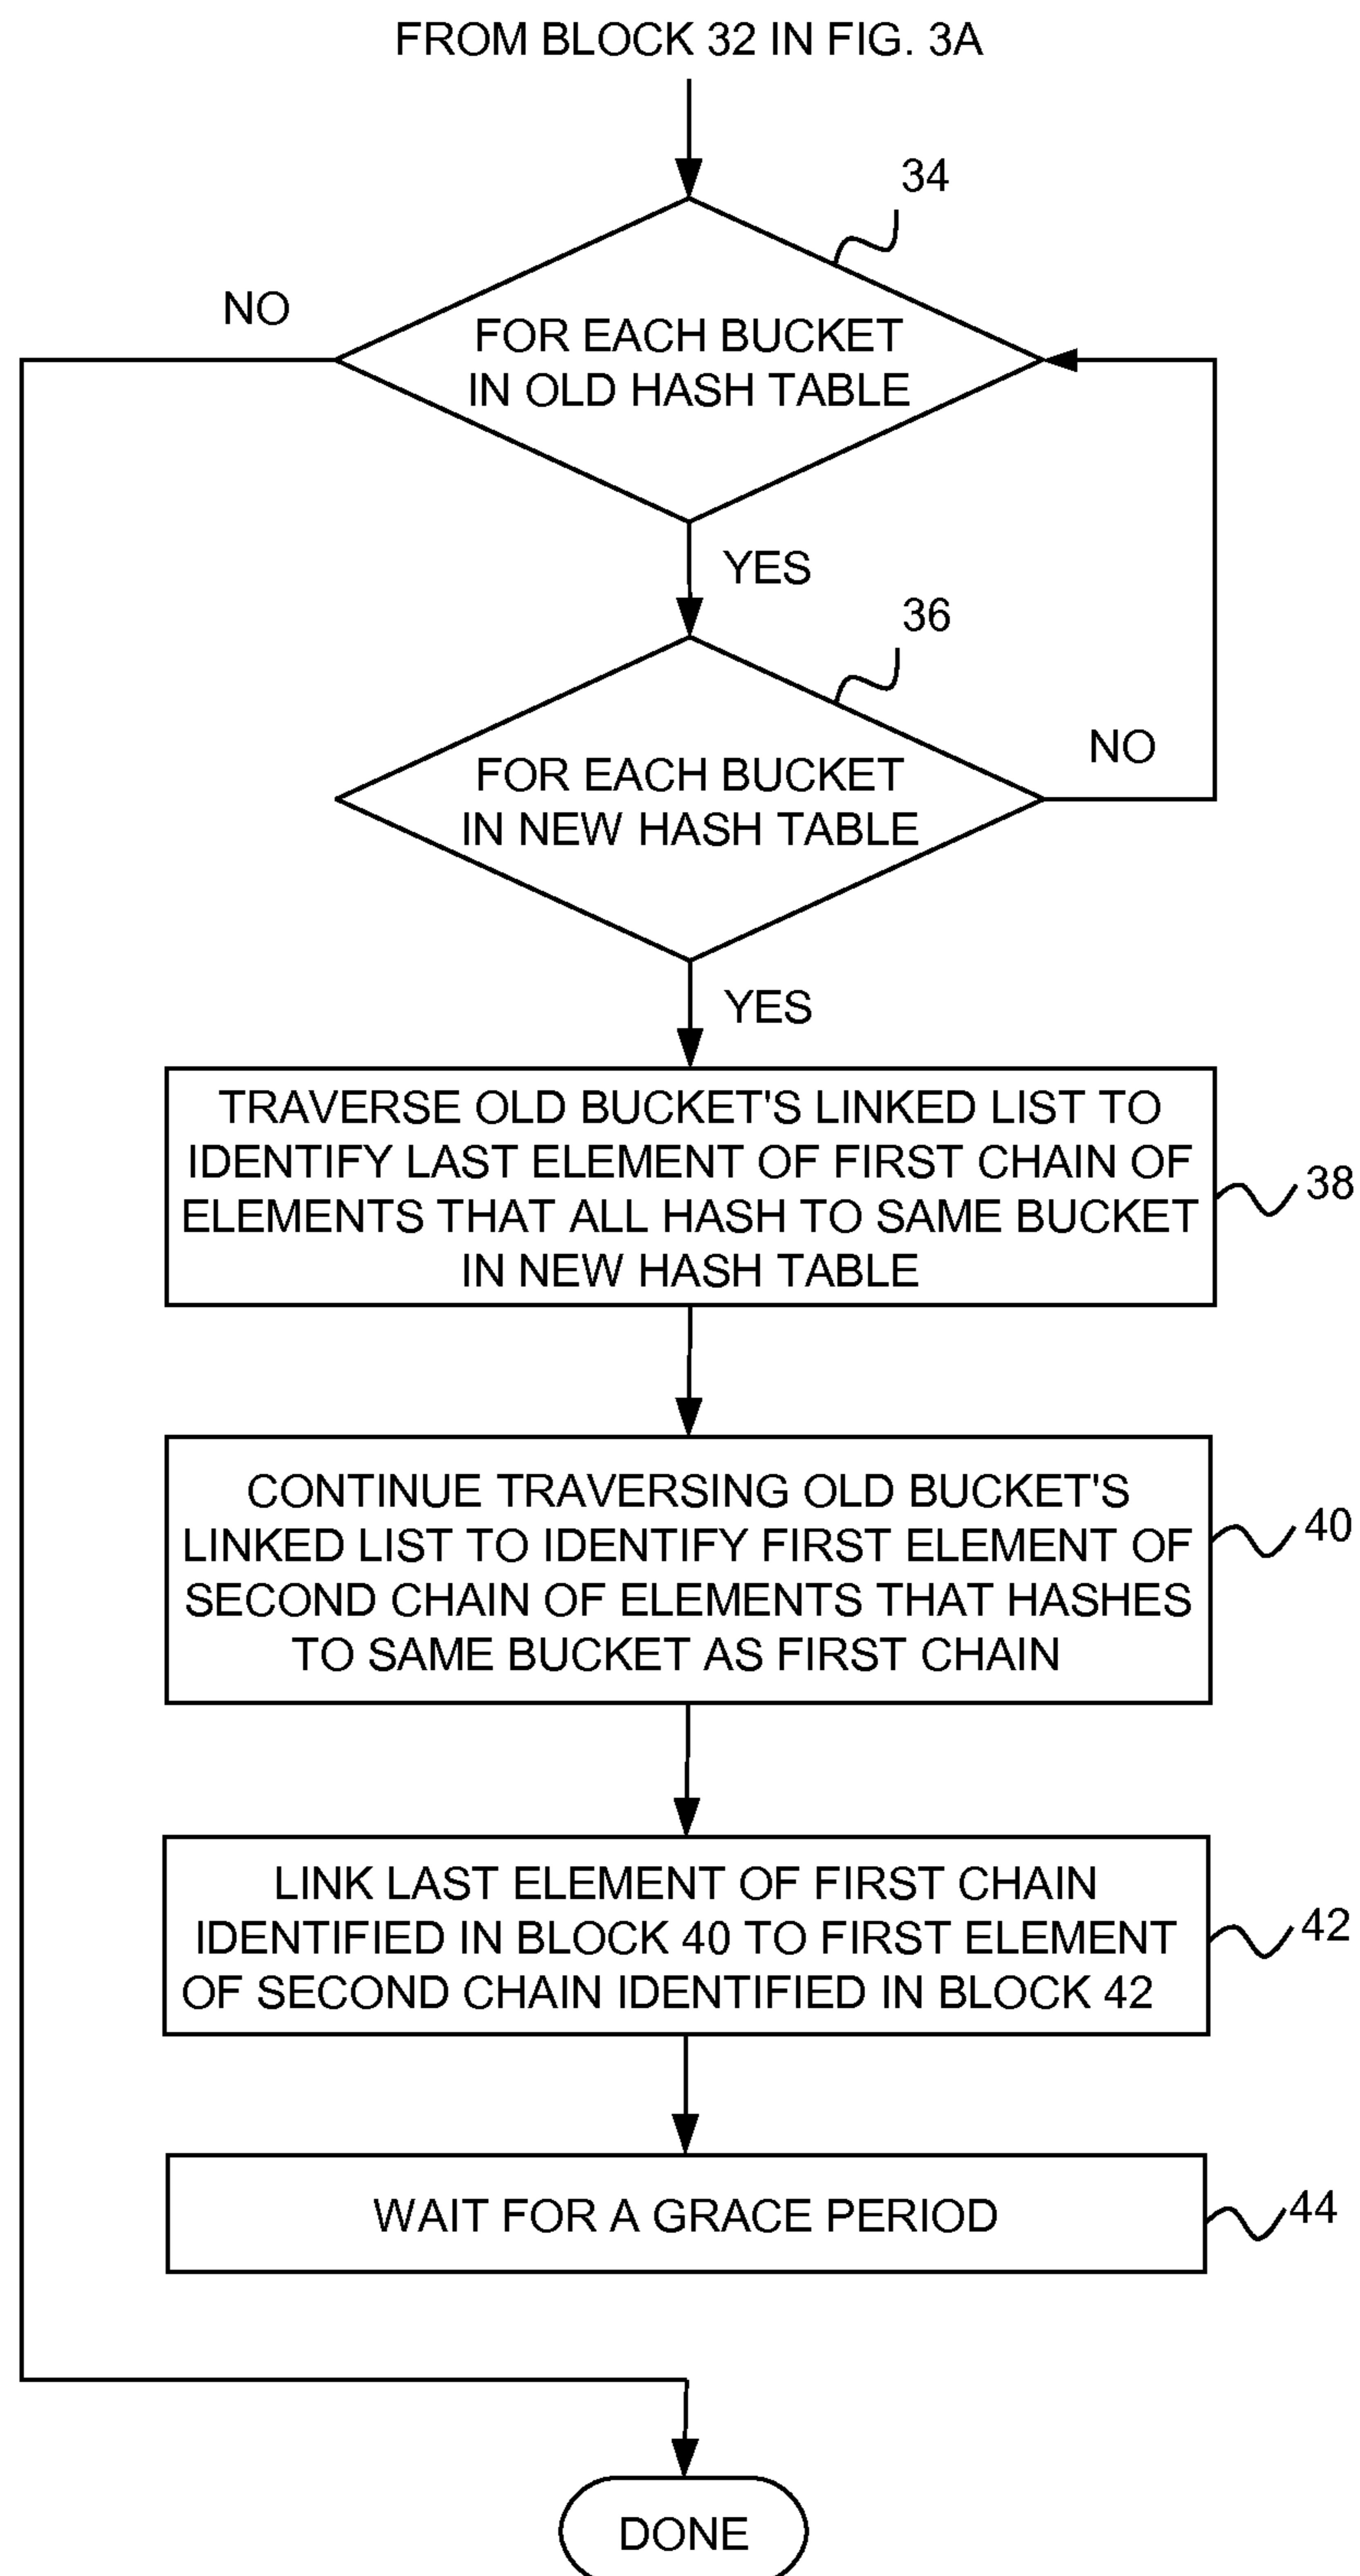 FROM BLOCK 32 IN FIG. 3A
34
NO
FOR EACH BUCKET
IN OLD HASH TABLE
YES
36
NO
FOR EACH BUCKET
IN NEW HASH TABLE
YES
TRAVERSE OLD BUCKET'S LINKED LIST TO
IDENTIFY LAST ELEMENT OF FIRST CHAIN OF
ELEMENTS THAT ALL HASH TO SAME BUCKET
IN NEW HASH TABLE
38
CONTINUE TRAVERSING OLD BUCKET'S
LINKED LIST TO IDENTIFY FIRST ELEMENT OF
SECOND CHAIN OF ELEMENTS THAT HASHES
TO SAME BUCKET AS FIRST CHAIN
40
LINK LAST ELEMENT OF FIRST CHAIN
IDENTIFIED IN BLOCK 40 TO FIRST ELEMENT
OF SECOND CHAIN IDENTIFIED IN BLOCK 42
42
WAIT FOR A GRACE PERIOD
44
DONE